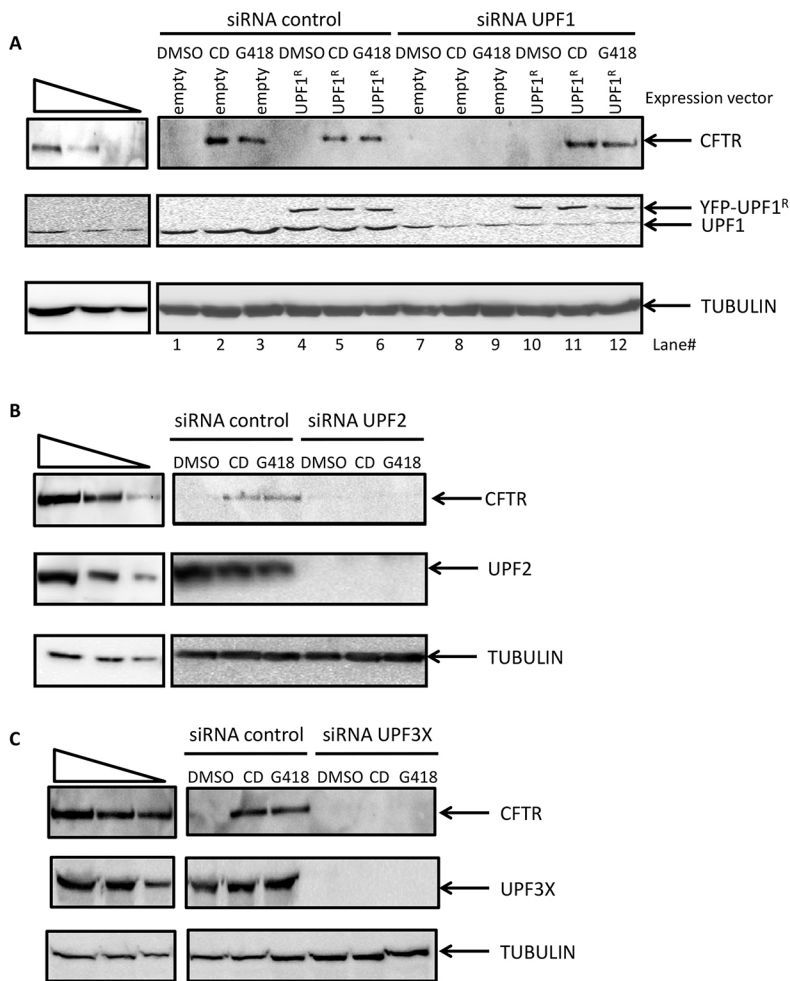 siRNA control siRNA UPF1
A
DMSO CD G418 DMSO CD G418 DMSO CD G418 DMSO CD G418
empty empty empty UPF1R UPF1R UPF1R empty empty empty UPF1R UPF1R UPF1R Expression vector
CFTR
YFP-UPF1R
UPF1
TUBULIN
1 2 3 4 5 6 7 8 9 10 11 12 Lane#
B
siRNA control siRNA UPF2
DMSO CD G418 DMSO CD G418
CFTR
UPF2
TUBULIN
C
siRNA control siRNA UPF3X
DMSO CD G418 DMSO CD G418
CFTR
UPF3X
TUBULIN